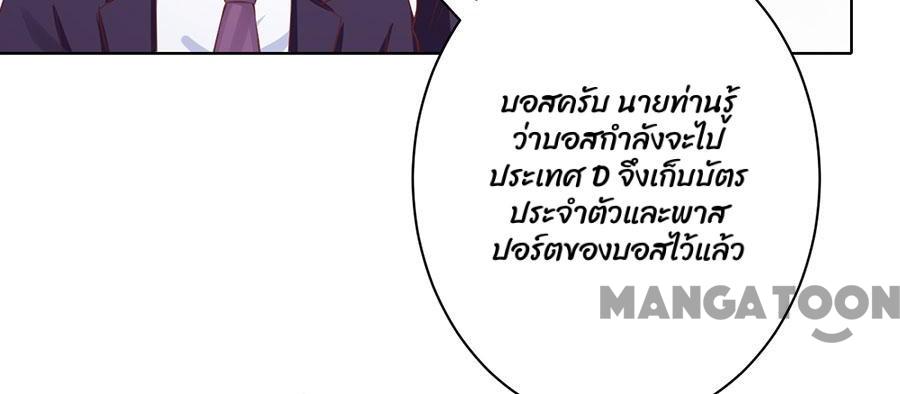 บอสครับ นายท่านรู้
ว่าบอสกำลังจะไป
ประเทศ D จึงเก็บบัตร
ประจำตัวและพาส
ปอร์ตของบอสไว้แล้ว
MANGATOON